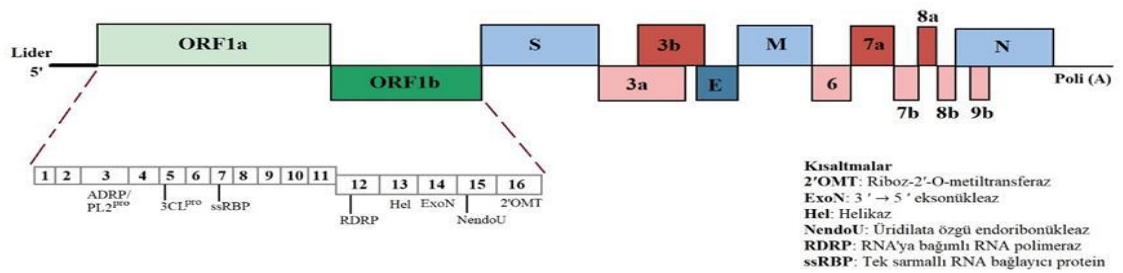 8a
ORF1a S 3b M 7a N
Lider
5'
Poli (A)
ORF1b 3a E 6
7b 8b 9b
1 2 3 4 5 6 7 8 9 10 11
12 13 14 15 16
ADRP/
PL2ᵖʳᵒ
3CLᵖʳᵒ ssRBP
RDRP Hel ExoN NendoU 2'OMT
Kısaltmalar
2'OMT: Riboz-2'-O-metiltransferaz
ExoN: 3 ' → 5 ' eksonükleaz
Hel: Helikaz
NendoU: Üridilata özgü endoribonükleaz
RDRP: RNA'ya bağımlı RNA polimeraz
ssRBP: Tek sarmallı RNA bağlayıcı protein